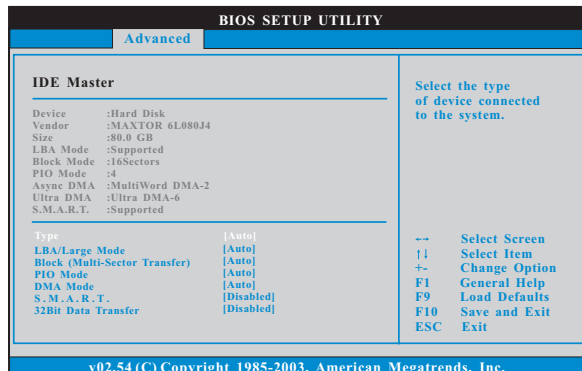 BIOS SETUP UTILITY
Advanced
IDE Master
Device :Hard Disk
Vendor :MAXTOR 6L080J4
Size :80.0 GB
LBA Mode :Supported
Block Mode :16Sectors
PIO Mode :4
Async DMA :MultiWord DMA-2
Ultra DMA :Ultra DMA-6
S.M.A.R.T. :Supported
Type [Auto]
LBA/Large Mode [Auto]
Block (Multi-Sector Transfer) [Auto]
PIO Mode [Auto]
DMA Mode [Auto]
S.M.A.R.T. [Disabled]
32Bit Data Transfer [Disabled]
Select the type
of device connected
to the system.
←→ Select Screen
↑↓ Select Item
+- Change Option
F1 General Help
F9 Load Defaults
F10 Save and Exit
ESC Exit
v02.54 (C) Copyright 1985-2003, American Megatrends, Inc.